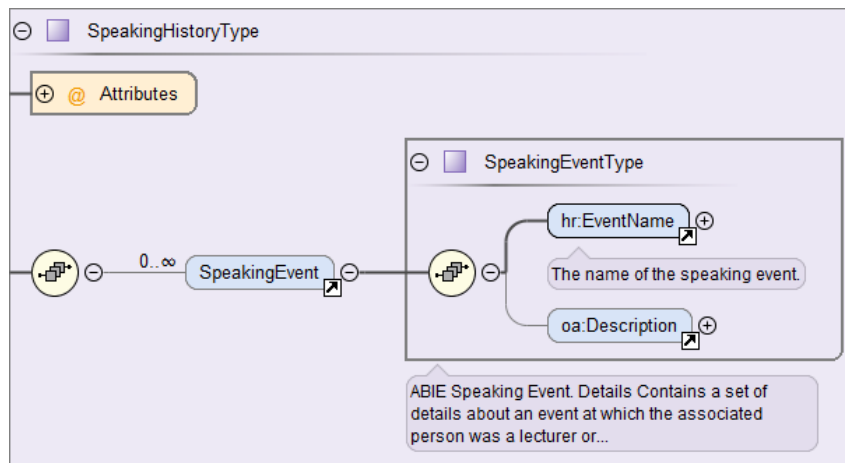 SpeakingHistoryType
@ Attributes
SpeakingEventType
hr:EventName
The name of the speaking event.
0..∞
SpeakingEvent
oa:Description
ABIE Speaking Event. Details Contains a set of
details about an event at which the associated
person was a lecturer or...